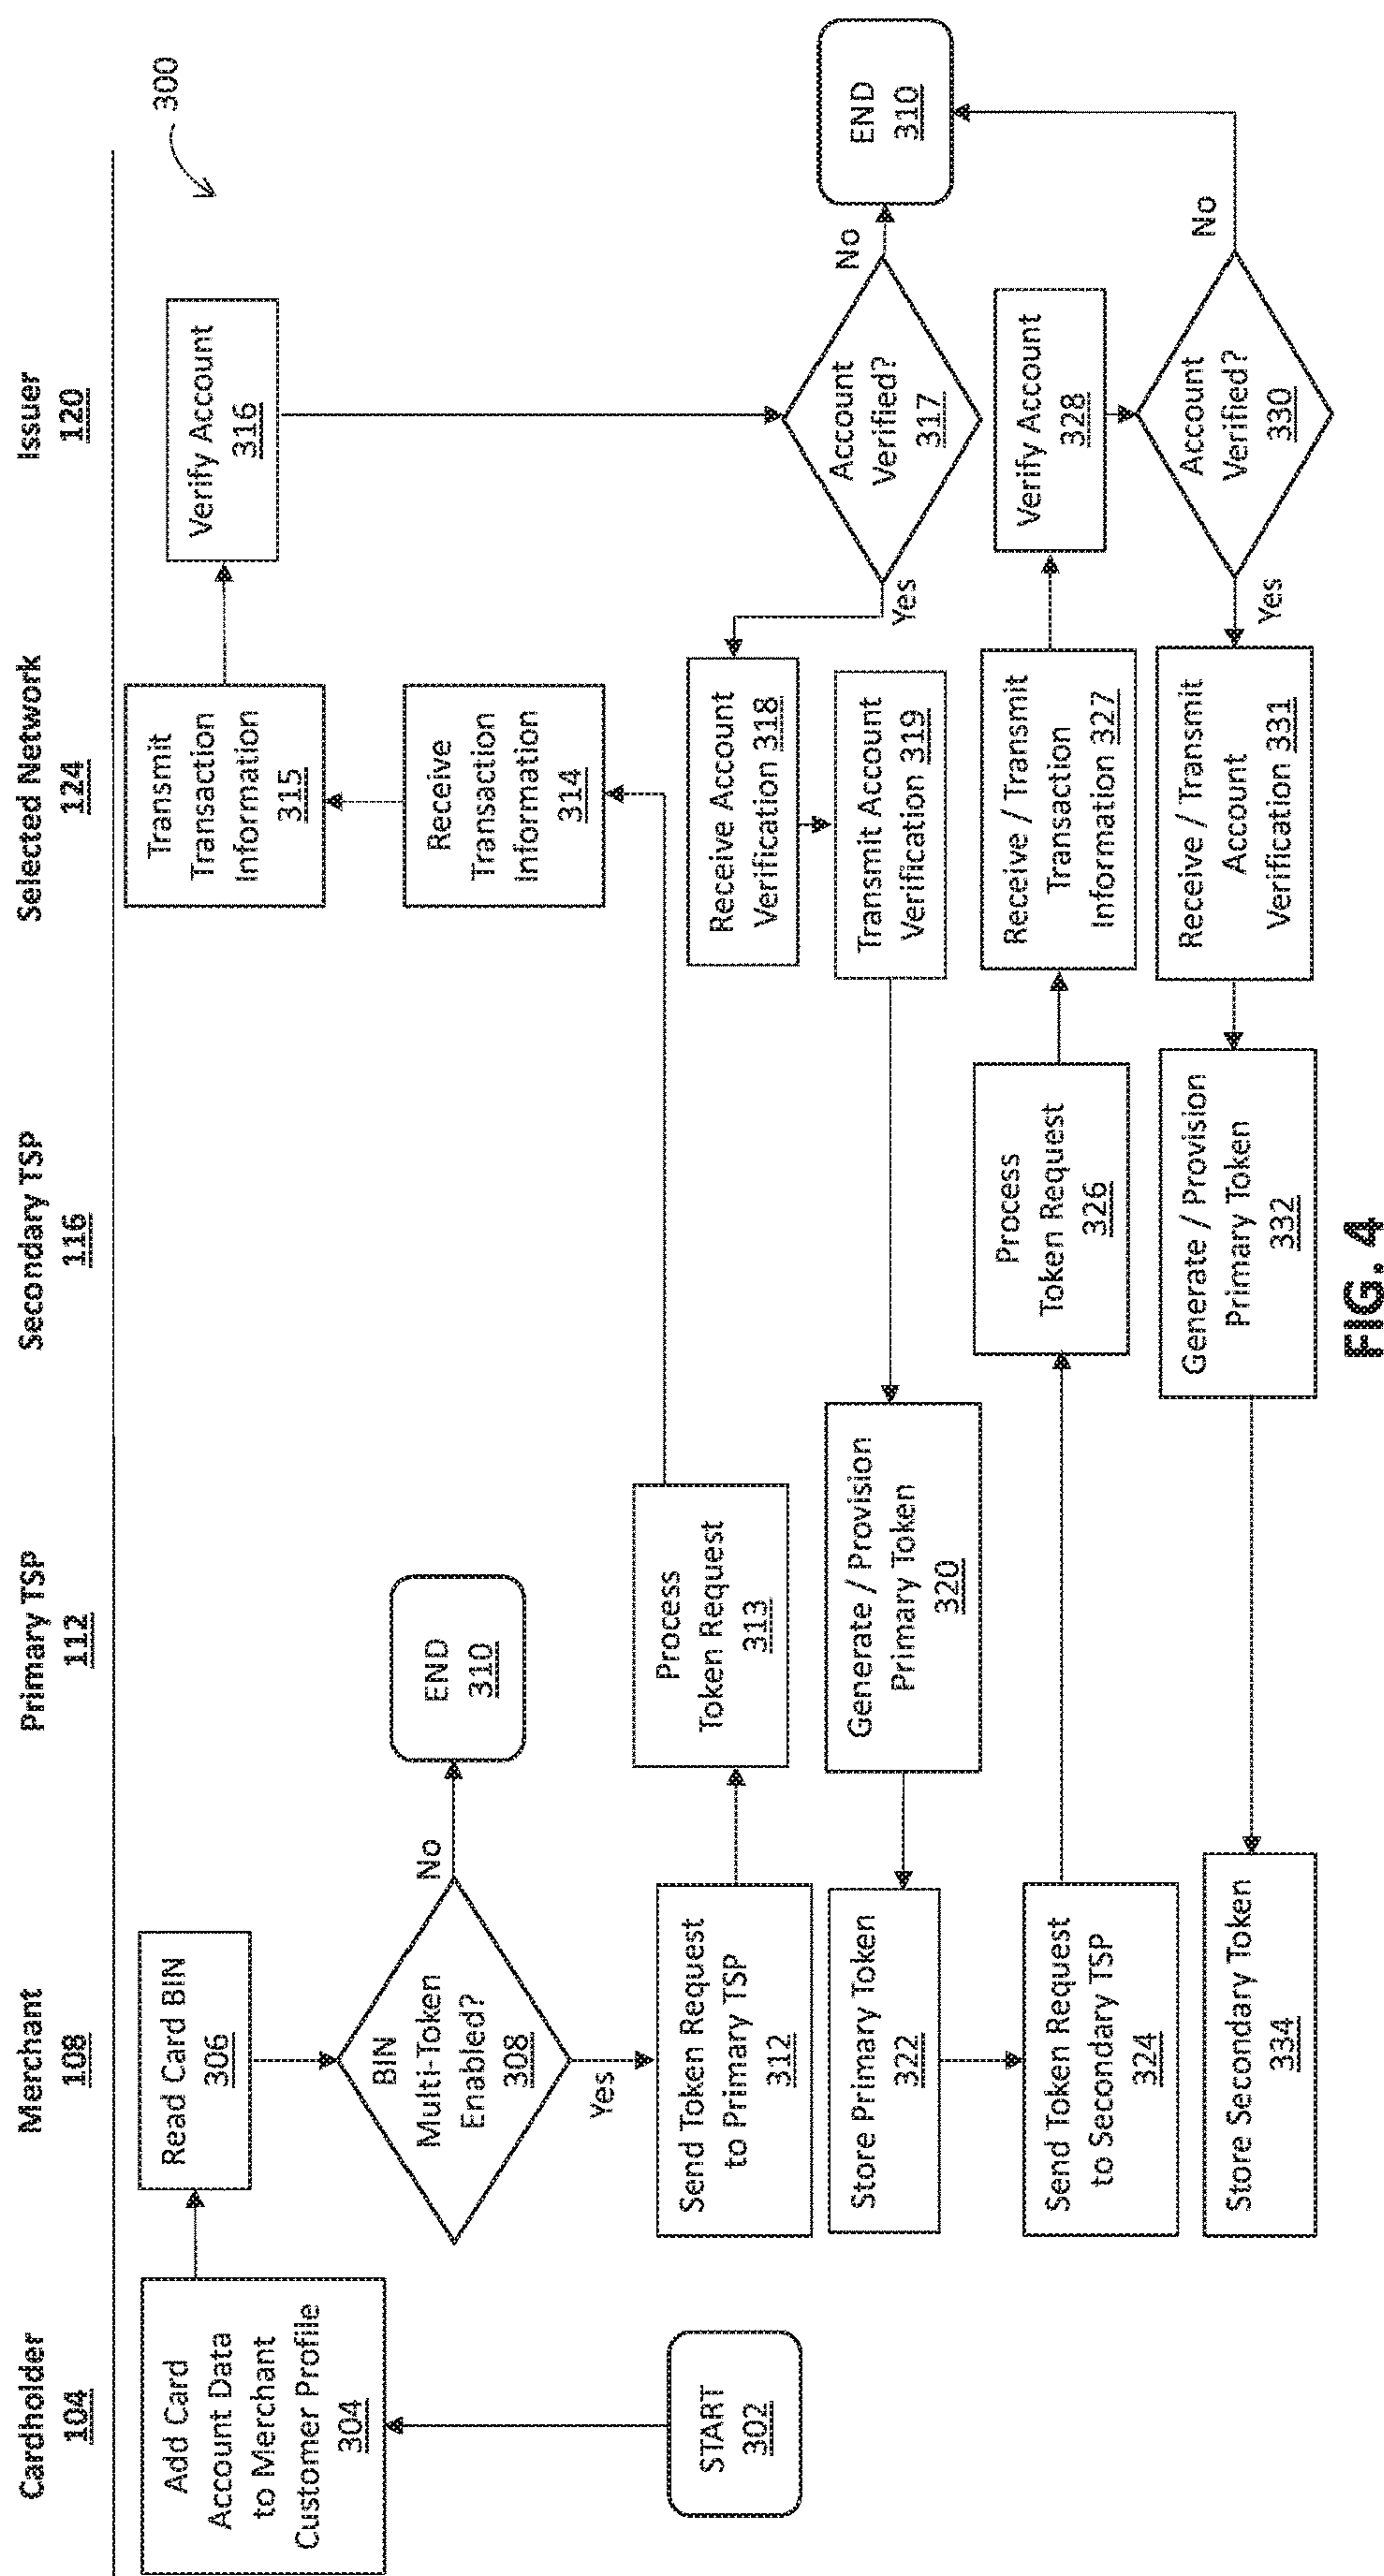 Cardholder
104
Merchant
108
Primary TSP
112
Secondary TSP
116
Selected Network
124
Issuer
120
300
Add Card
Account Data
to Merchant
Customer Profile
304
START
302
Read Card BIN
306
BIN
Multi-Token
Enabled?
308
No
END
310
Yes
Send Token Request
to Primary TSP
312
Process
Token Request
313
Receive
Transaction
Information
314
Transmit
Transaction
Information
315
Verify Account
316
Account
Verified?
317
No
END
310
Yes
Receive Account
Verification 318
Transmit Account
Verification 319
Generate / Provision
Primary Token
320
Store Primary Token
322
Send Token Request
to Secondary TSP
324
Process
Token Request
326
Receive / Transmit
Transaction
Information 327
Verify Account
328
Account
Verified?
330
No
Yes
Receive / Transmit
Account
Verification 331
Generate / Provision
Primary Token
332
Store Secondary Token
334
FIG. 4